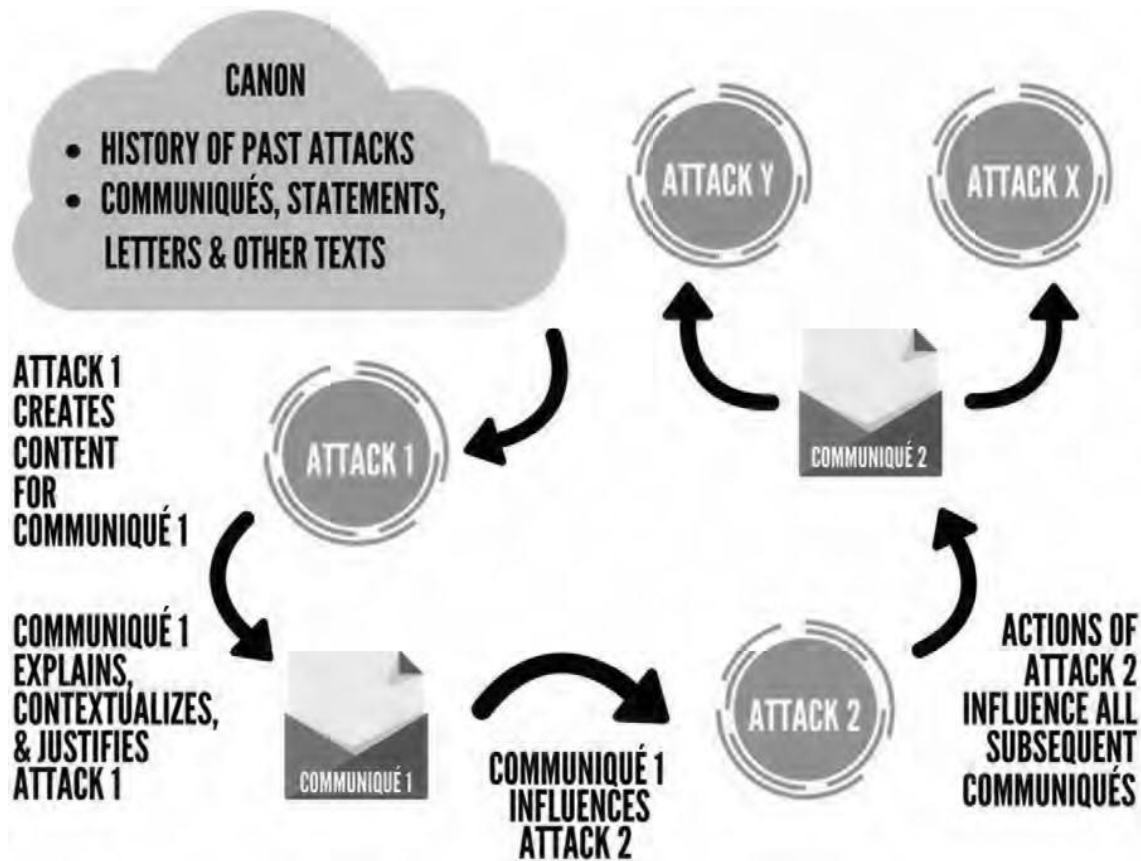 CANON
• HISTORY OF PAST ATTACKS
• COMMUNIQUÉS, STATEMENTS,
LETTERS & OTHER TEXTS
ATTACK Y
ATTACK X
ATTACK 1
CREATES
CONTENT
FOR
COMMUNIQUÉ 1
ATTACK 1
COMMUNIQUÉ 2
COMMUNIQUÉ 1
EXPLAINS,
CONTEXTUALIZES,
& JUSTIFIES
ATTACK 1
COMMUNIQUÉ 1
COMMUNIQUÉ 1
INFLUENCES
ATTACK 2
ATTACK 2
ACTIONS OF
ATTACK 2
INFLUENCE ALL
SUBSEQUENT
COMMUNIQUÉS